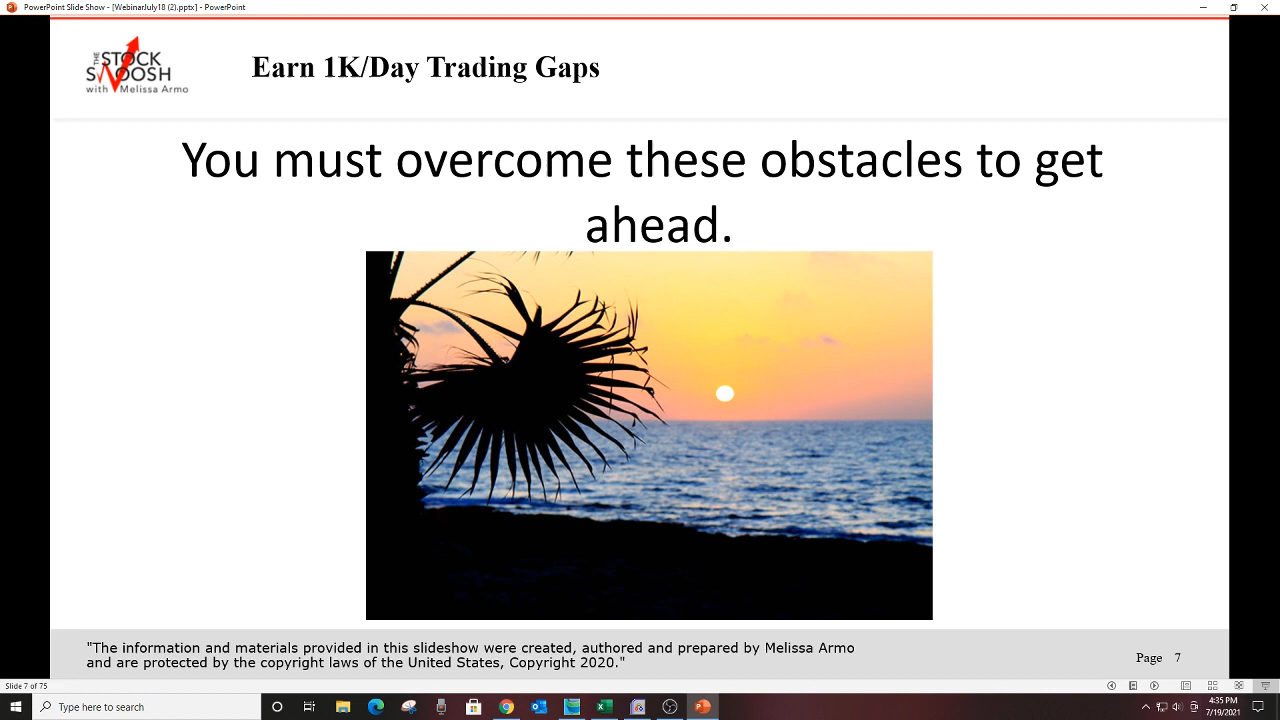 PowerPoint Slide Show - [WebinarJuly18 (2).pptx] - PowerPoint
THE
STOCK
SWOOSH
with Melissa Armo
Earn 1K/Day Trading Gaps
You must overcome these obstacles to get
ahead.
"The information and materials provided in this slideshow were created, authored and prepared by Melissa Armo
and are protected by the copyright laws of the United States, Copyright 2020."
Page 7
Slide 7 of 75
Type here to search
4:35 PM
7/19/2021